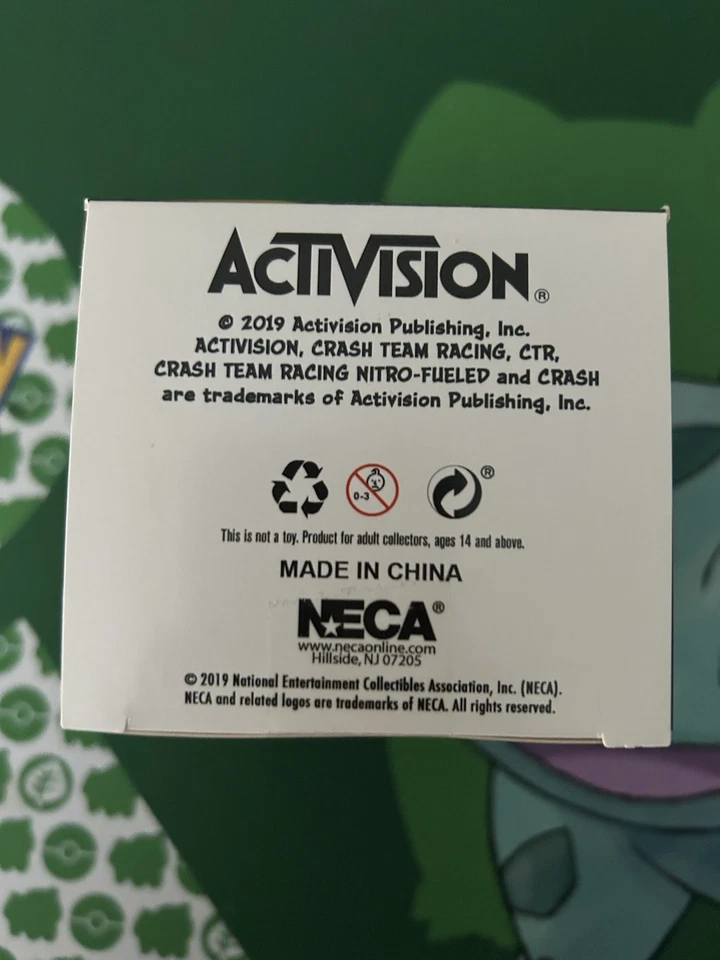 ACTIVISION®
© 2019 Activision Publishing, Inc.
ACTIVISION, CRASH TEAM RACING, CTR,
CRASH TEAM RACING NITRO-FUELED and CRASH
are trademarks of Activision Publishing, Inc.
0-3
®
This is not a toy. Product for adult collectors, ages 14 and above.
MADE IN CHINA
NECA®
www.necaonline.com
Hillside, NJ 07205
© 2019 National Entertainment Collectibles Association, Inc. (NECA).
NECA and related logos are trademarks of NECA. All rights reserved.